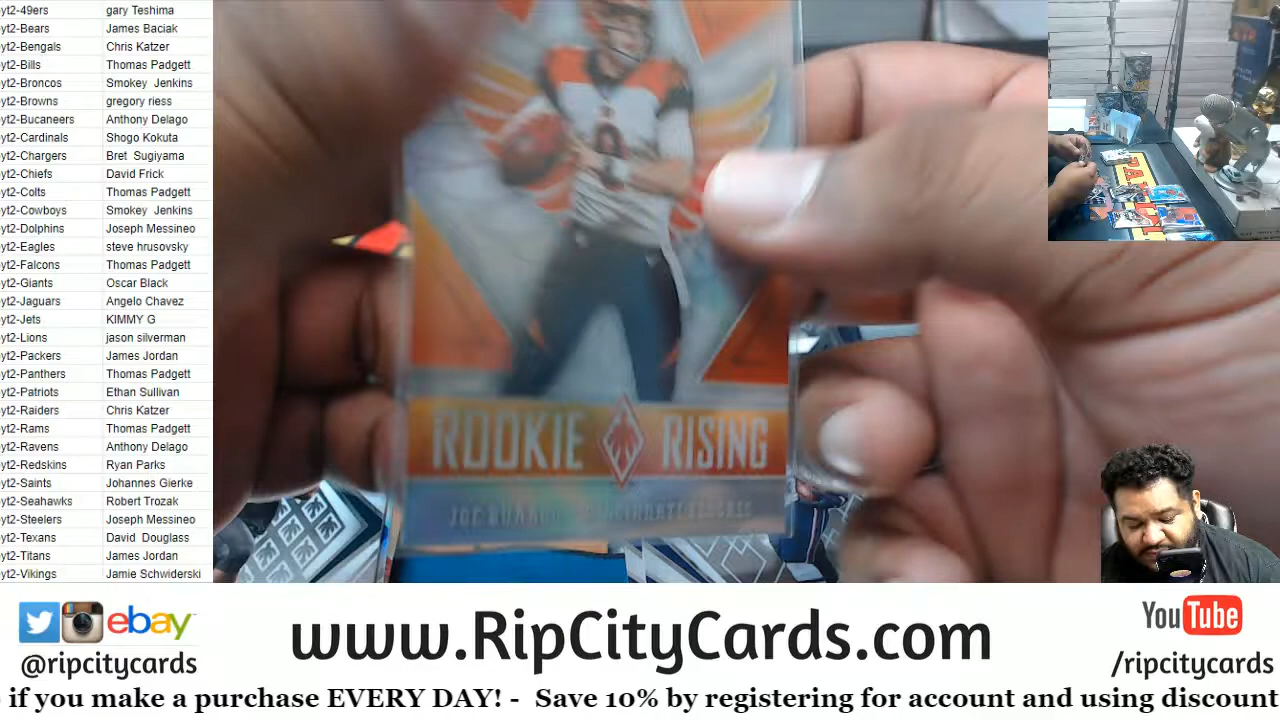 yt2-49ers gary Teshima
yt2-Bears James Baciak
yt2-Bengals Chris Katzer
yt2-Bills Thomas Padgett
yt2-Broncos Smokey Jenkins
yt2-Browns gregory riess
yt2-Bucaneers Anthony Delago
yt2-Cardinals Shogo Kokuta
yt2-Chargers Bret Sugiyama
yt2-Chiefs David Frick
yt2-Colts Thomas Padgett
yt2-Cowboys Smokey Jenkins
yt2-Dolphins Joseph Messineo
yt2-Eagles steve hrusovsky
yt2-Falcons Thomas Padgett
yt2-Giants Oscar Black
yt2-Jaguars Angelo Chavez
yt2-Jets KIMMY G
yt2-Lions jason silverman
yt2-Packers James Jordan
yt2-Panthers Thomas Padgett
yt2-Patriots Ethan Sullivan
yt2-Raiders Chris Katzer
yt2-Rams Thomas Padgett
yt2-Ravens Anthony Delago
yt2-Redskins Ryan Parks
yt2-Saints Johannes Gierke
yt2-Seahawks Robert Trozak
yt2-Steelers Joseph Messineo
yt2-Texans David Douglass
yt2-Titans James Jordan
yt2-Vikings Jamie Schwiderski
9
ROOKIE RISING
JOE
PANINI
ebay
@ripcitycards
www.RipCityCards.com
YouTube
/ripcitycards
if you make a purchase EVERY DAY! - Save 10% by registering for account and using discount